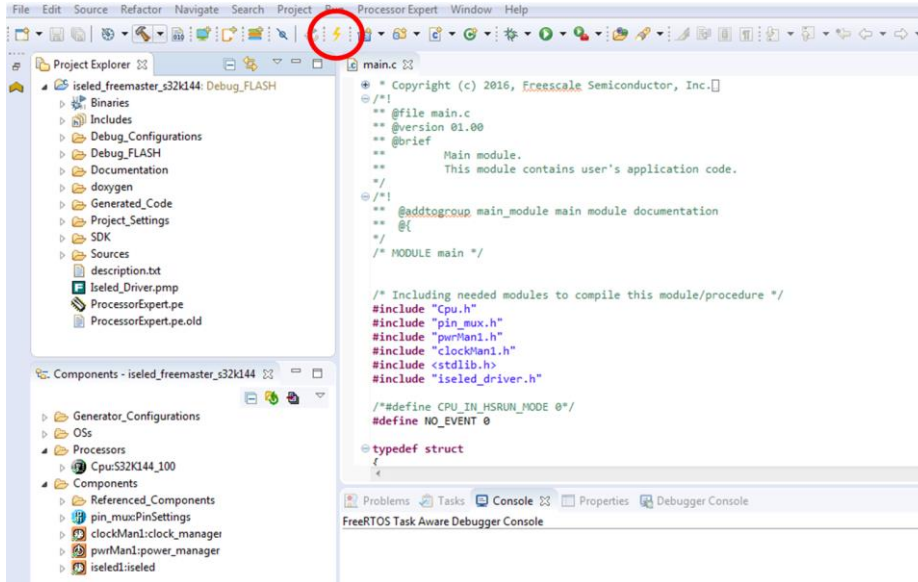 File Edit Source Refactor Navigate Search Project Run Processor Expert Window Help
Project Explorer
iseled_freemaster_s32k144: Debug_FLASH
Binaries
Includes
Debug_Configurations
Debug_FLASH
Documentation
doxygen
Generated_Code
Project_Settings
SDK
Sources
description.txt
Iseled_Driver.pmp
ProcessorExpert.pe
ProcessorExpert.pe.old
Components - iseled_freemaster_s32k144
Generator_Configurations
OSs
Processors
Cpu:S32K144_100
Components
Referenced_Components
pin_mux:PinSettings
clockMan1:clock_manager
pwrMan1:power_manager
iseled1:iseled
main.c
* Copyright (c) 2016, Freescale Semiconductor, Inc.
/*!
** @file main.c
** @version 01.00
** @brief
** Main module.
** This module contains user's application code.
*/
/*!
** @addtogroup main_module main module documentation
** @{
*/
/* MODULE main */
/* Including needed modules to compile this module/procedure */
#include "Cpu.h"
#include "pin_mux.h"
#include "pwrMan1.h"
#include "clockMan1.h"
#include <stdlib.h>
#include "iseled_driver.h"
/*#define CPU_IN_HSRUN_MODE 0*/
#define NO_EVENT 0
typedef struct
{
Problems Tasks Console Properties Debugger Console
FreeRTOS Task Aware Debugger Console